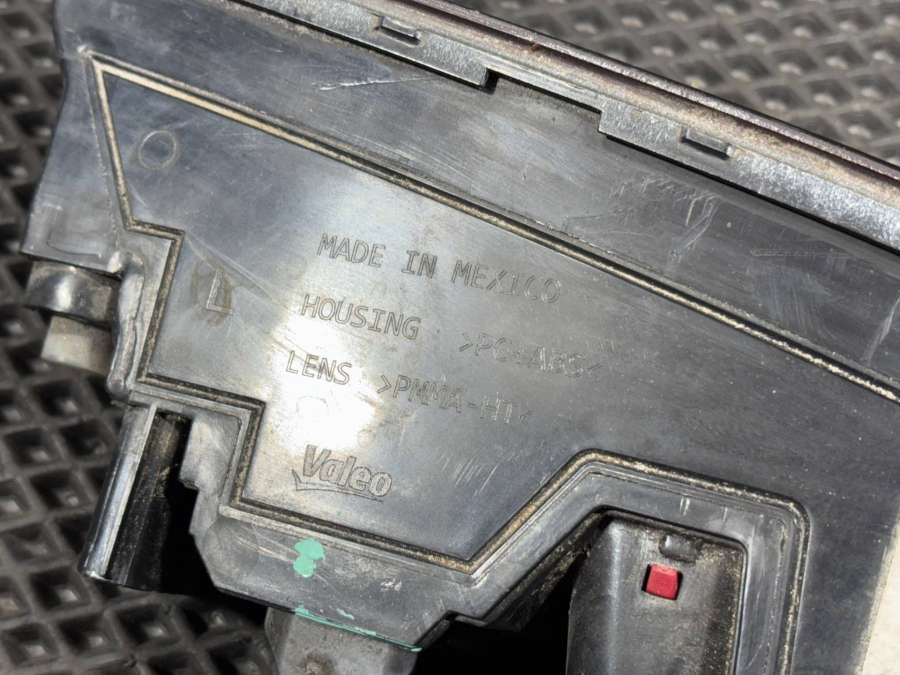 MADE IN MEXICO
L
HOUSING >PC+ABS<
LENS >PMMA-HT<
Valeo